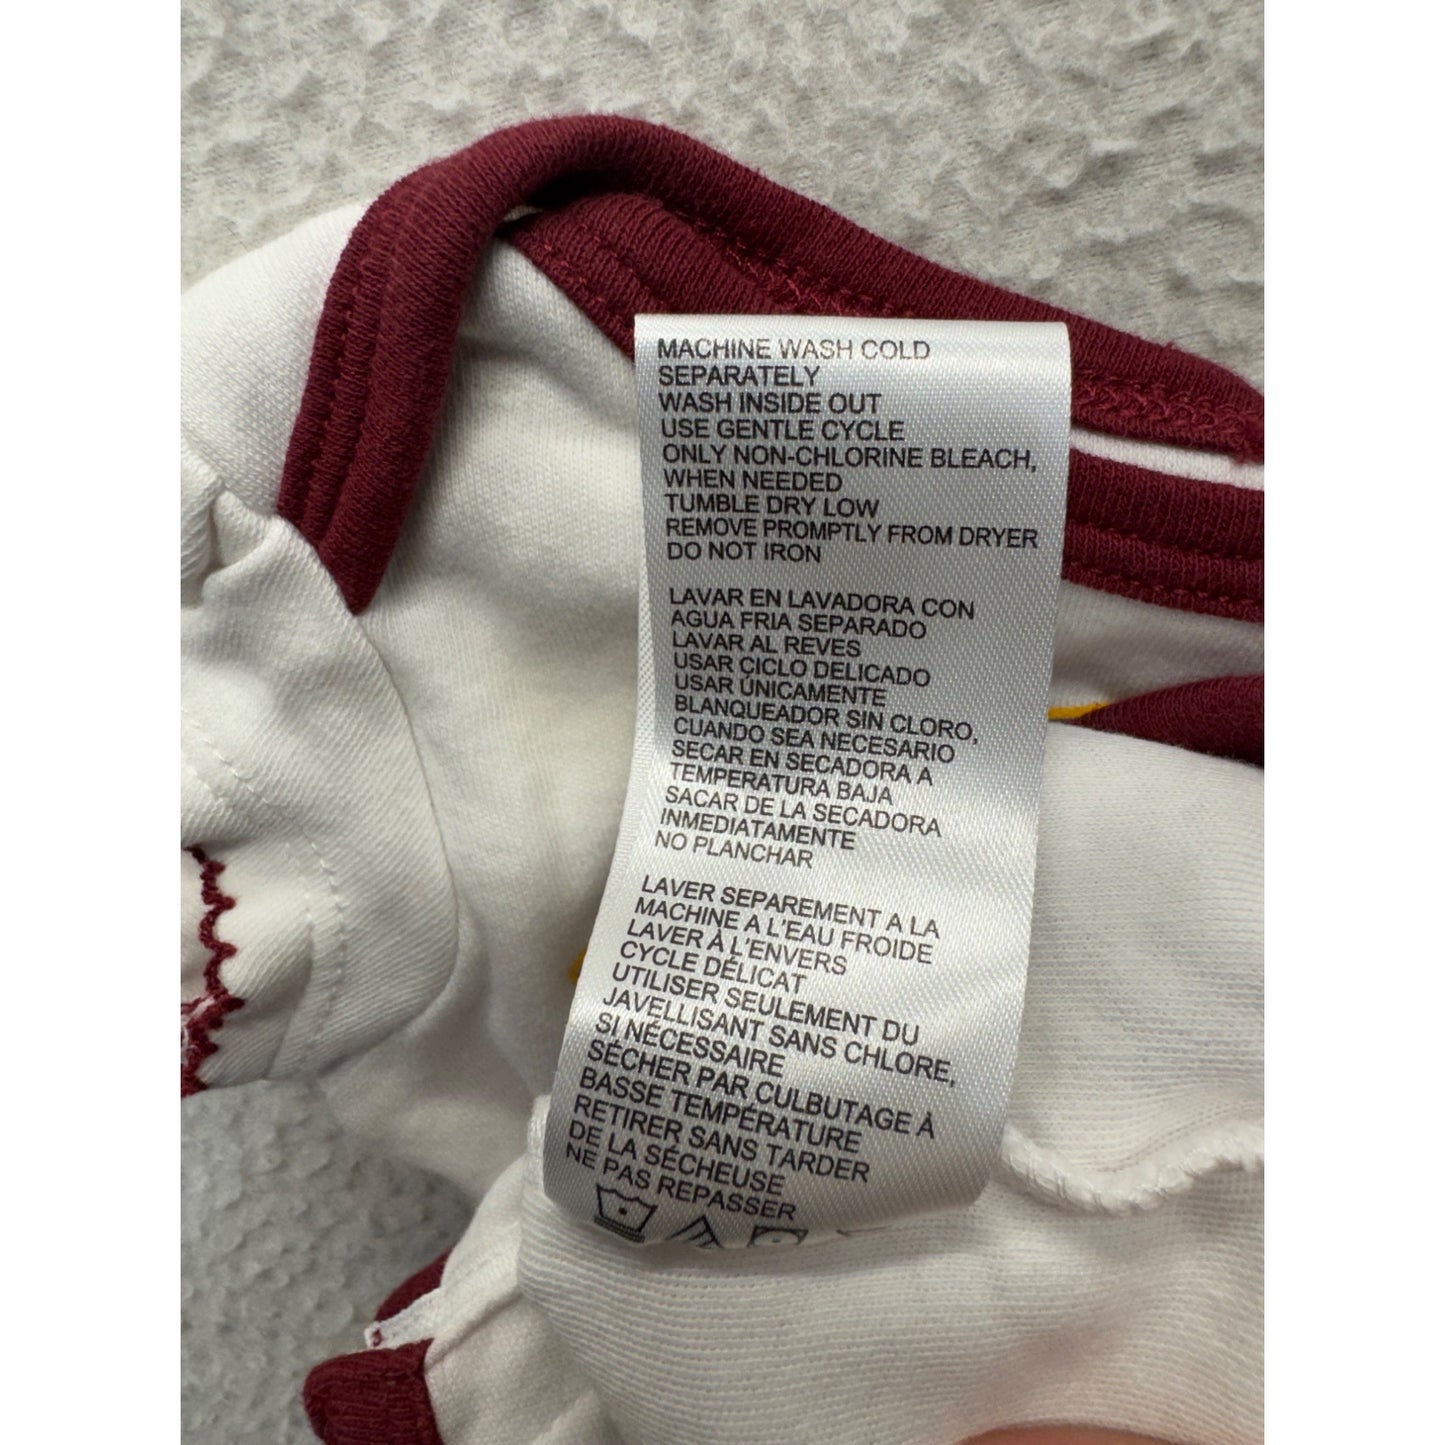 MACHINE WASH COLD
SEPARATELY
WASH INSIDE OUT
USE GENTLE CYCLE
ONLY NON-CHLORINE BLEACH,
WHEN NEEDED
TUMBLE DRY LOW
REMOVE PROMPTLY FROM DRYER
DO NOT IRON
LAVAR EN LAVADORA CON
AGUA FRIA SEPARADO
LAVAR AL REVES
USAR CICLO DELICADO
USAR ÚNICAMENTE
BLANQUEADOR SIN CLORO,
CUANDO SEA NECESARIO
SECAR EN SECADORA A
TEMPERATURA BAJA
SACAR DE LA SECADORA
INMEDIATAMENTE
NO PLANCHAR
LAVER SEPAREMENT A LA
MACHINE A L'EAU FROIDE
LAVER À L'ENVERS
CYCLE DÉLICAT
UTILISER SEULEMENT DU
JAVELLISANT SANS CHLORE,
SI NÉCESSAIRE
SÉCHER PAR CULBUTAGE À
BASSE TEMPÉRATURE
RETIRER SANS TARDER
DE LA SÉCHEUSE
NE PAS REPASSER